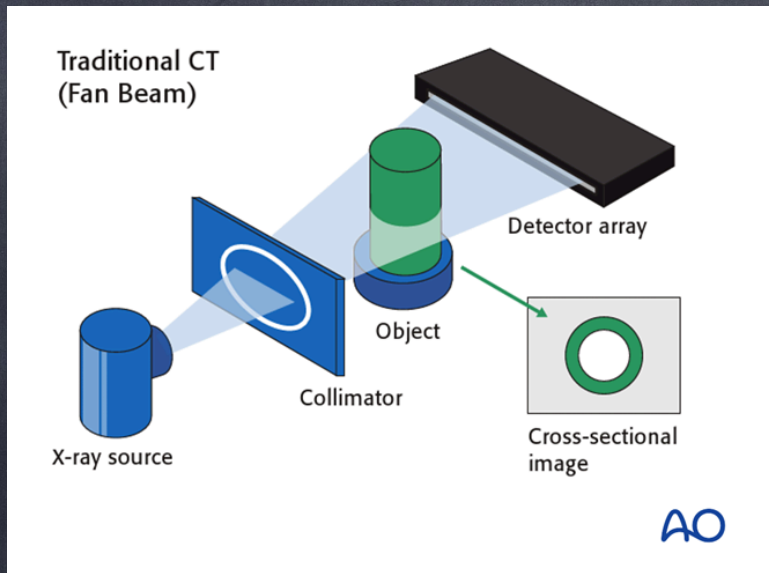 Traditional CT
(Fan Beam)
Detector array
Object
Collimator
X-ray source
Cross-sectional
image
AO